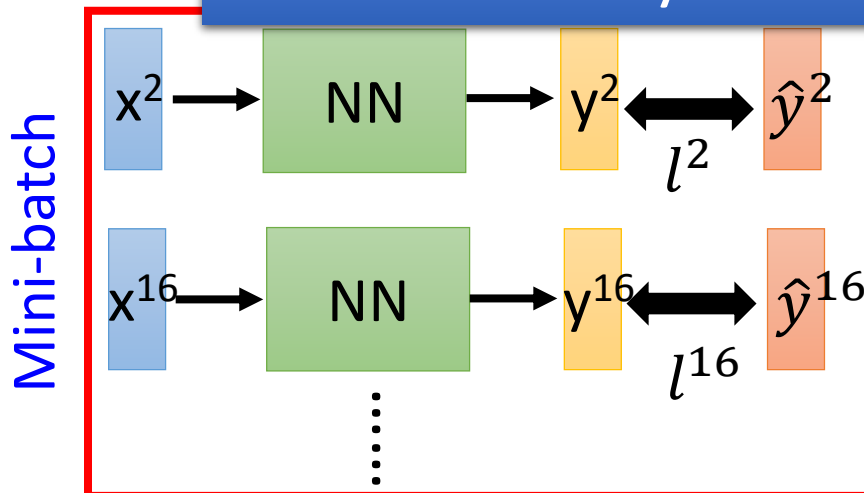 Mini-batch
x² NN y² ŷ²
l²
x¹⁶ NN y¹⁶ ŷ¹⁶
l¹⁶